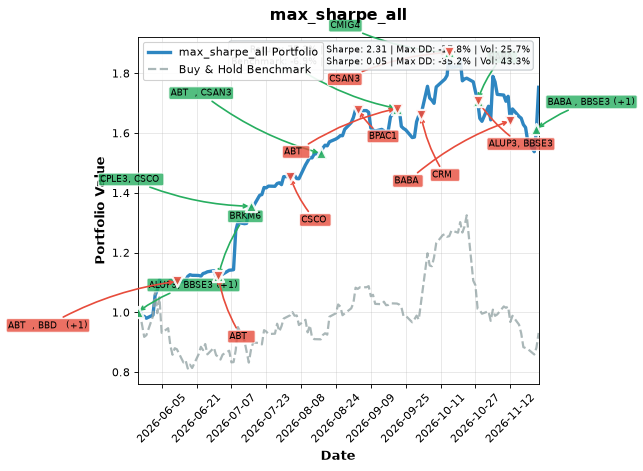 max_sharpe_all
CMIG4
max_sharpe_all Portfolio
Buy & Hold Benchmark
Sharpe: 2.31 | Max DD: - .8% | Vol: 25.7%
Sharpe: 0.05 | Max DD: -35.2% | Vol: 43.3%
CSAN3
ABT , CSAN3
BABA , BBSE3 (+1)
BPAC1
ALUP3, BBSE3
ABT
CPLE3, CSCO
CRM
BABA
BRKM6
CSCO
ALUP3, BBSE3 (+1)
ABT , BBD (+1)
ABT
Portfolio Value
1.8
1.6
1.4
1.2
1.0
0.8
2026-06-05
2026-06-21
2026-07-07
2026-07-23
2026-08-08
2026-08-24
2026-09-09
2026-09-25
2026-10-11
2026-10-27
2026-11-12
Date